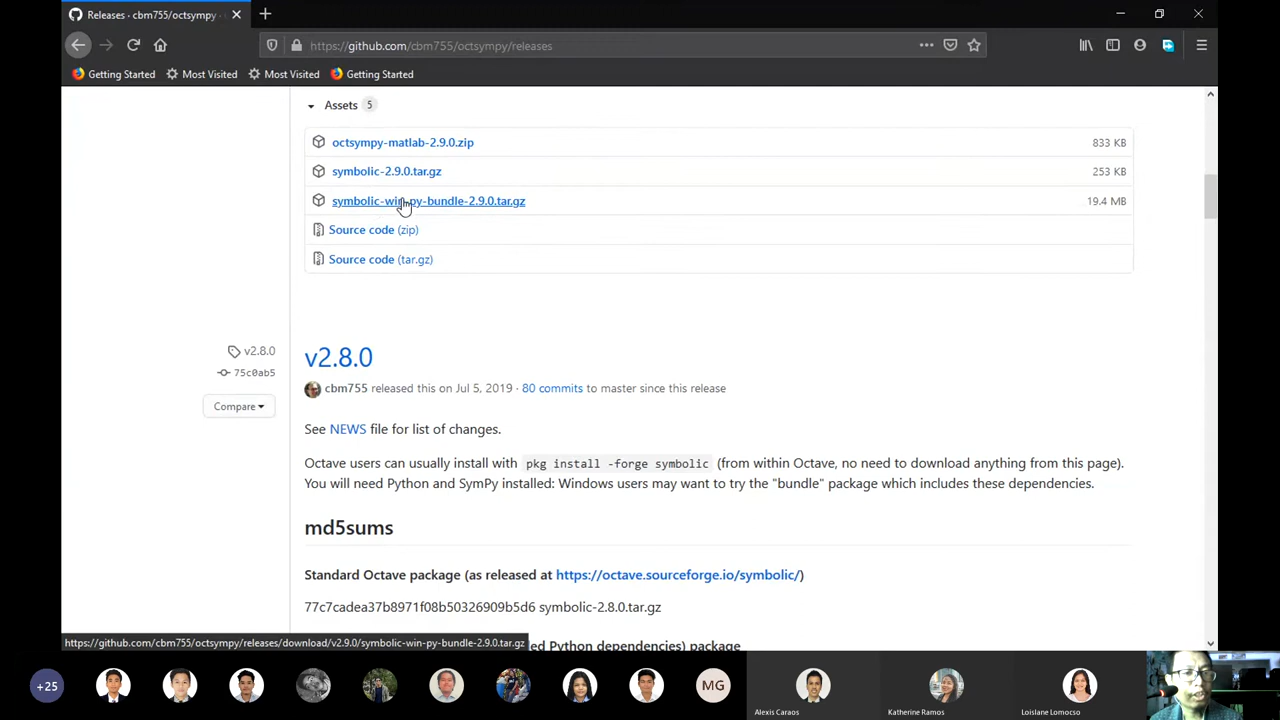 Releases · cbm755/octsympy ·
https://github.com/cbm755/octsympy/releases
Getting Started Most Visited Most Visited Getting Started
Assets 5
octsympy-matlab-2.9.0.zip 833 KB
symbolic-2.9.0.tar.gz 253 KB
symbolic-win-py-bundle-2.9.0.tar.gz 19.4 MB
Source code (zip)
Source code (tar.gz)
v2.8.0
75c0ab5
Compare
v2.8.0
cbm755 released this on Jul 5, 2019 · 80 commits to master since this release
See NEWS file for list of changes.
Octave users can usually install with pkg install -forge symbolic (from within Octave, no need to download anything from this page).
You will need Python and SymPy installed: Windows users may want to try the "bundle" package which includes these dependencies.
md5sums
Standard Octave package (as released at https://octave.sourceforge.io/symbolic/)
77c7cadea37b8971f08b50326909b5d6 symbolic-2.8.0.tar.gz
https://github.com/cbm755/octsympy/releases/download/v2.9.0/symbolic-win-py-bundle-2.9.0.tar.gz
ed Python dependencies) package
+25
MG
Alexis Caraos
Katherine Ramos
Loislane Lomocso